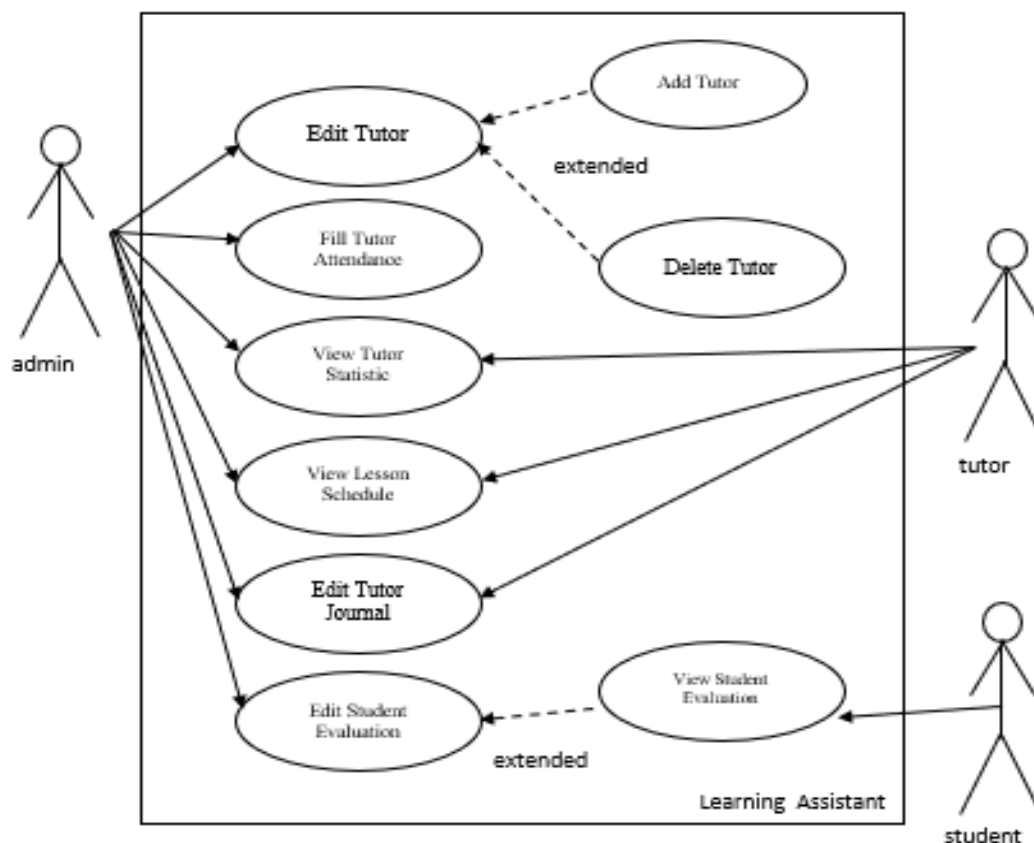 Add Tutor
Edit Tutor
extended
Fill Tutor
Attendance
Delete Tutor
admin
View Tutor
Statistic
tutor
View Lesson
Schedule
Edit Tutor
Journal
View Student
Evaluation
Edit Student
Evaluation
extended
Learning Assistant
student